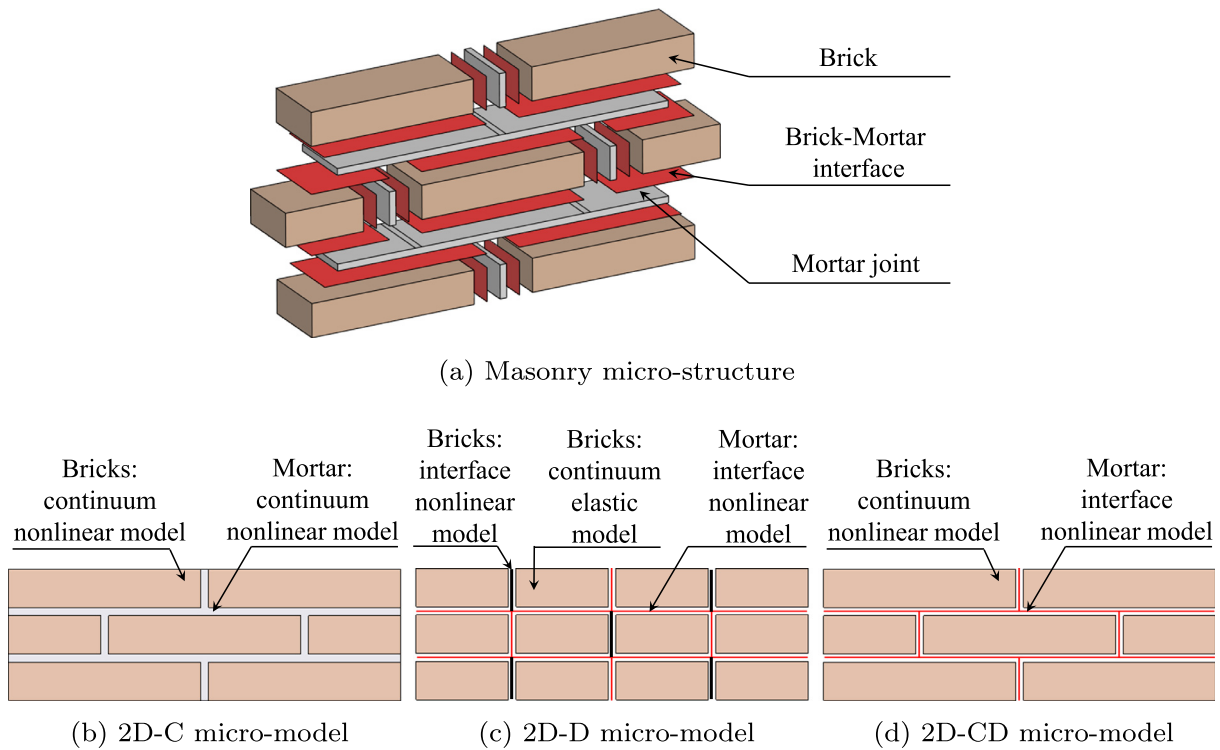 Brick
Brick-Mortar
interface
Mortar joint
(a) Masonry micro-structure
Bricks:
continuum
nonlinear model
Mortar:
continuum
nonlinear model
Bricks:
interface
nonlinear
model
Bricks:
continuum
elastic
model
Mortar:
interface
nonlinear
model
Bricks:
continuum
nonlinear model
Mortar:
interface
nonlinear model
(b) 2D-C micro-model
(c) 2D-D micro-model
(d) 2D-CD micro-model